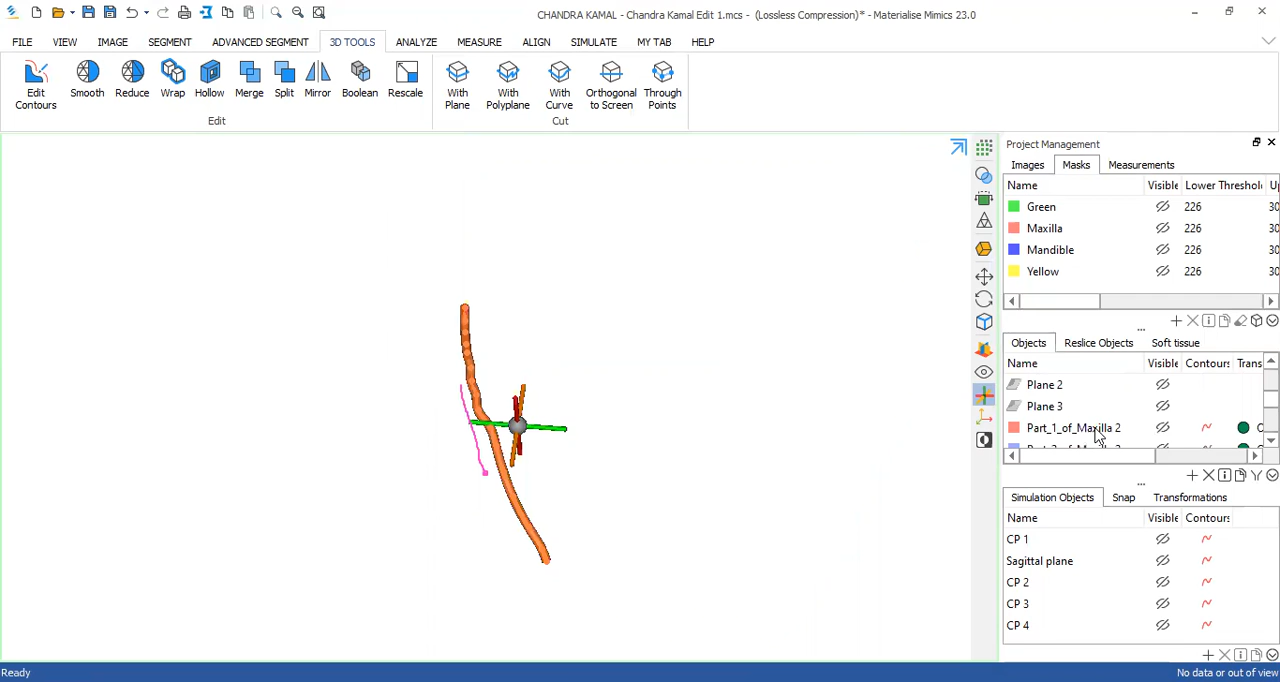 CHANDRA KAMAL - Chandra Kamal Edit 1.mcs - (Lossless Compression)* - Materialise Mimics 23.0
FILE VIEW IMAGE SEGMENT ADVANCED SEGMENT 3D TOOLS ANALYZE MEASURE ALIGN SIMULATE MY TAB HELP
Edit Contours
Smooth
Reduce
Wrap
Hollow
Merge
Split
Mirror
Boolean
Rescale
With Plane
With Polyplane
With Curve
Orthogonal to Screen
Through Points
Edit
Cut
Project Management
Images Masks Measurements
Name Visible Lower Threshold
Green 226
Maxilla 226
Mandible 226
Yellow 226
Objects Reslice Objects Soft tissue
Name Visible Contours Trans
Plane 2
Plane 3
Part_1_of_Maxilla 2
Simulation Objects Snap Transformations
Name Visible Contours
CP 1
Sagittal plane
CP 2
CP 3
CP 4
Ready
No data or out of view